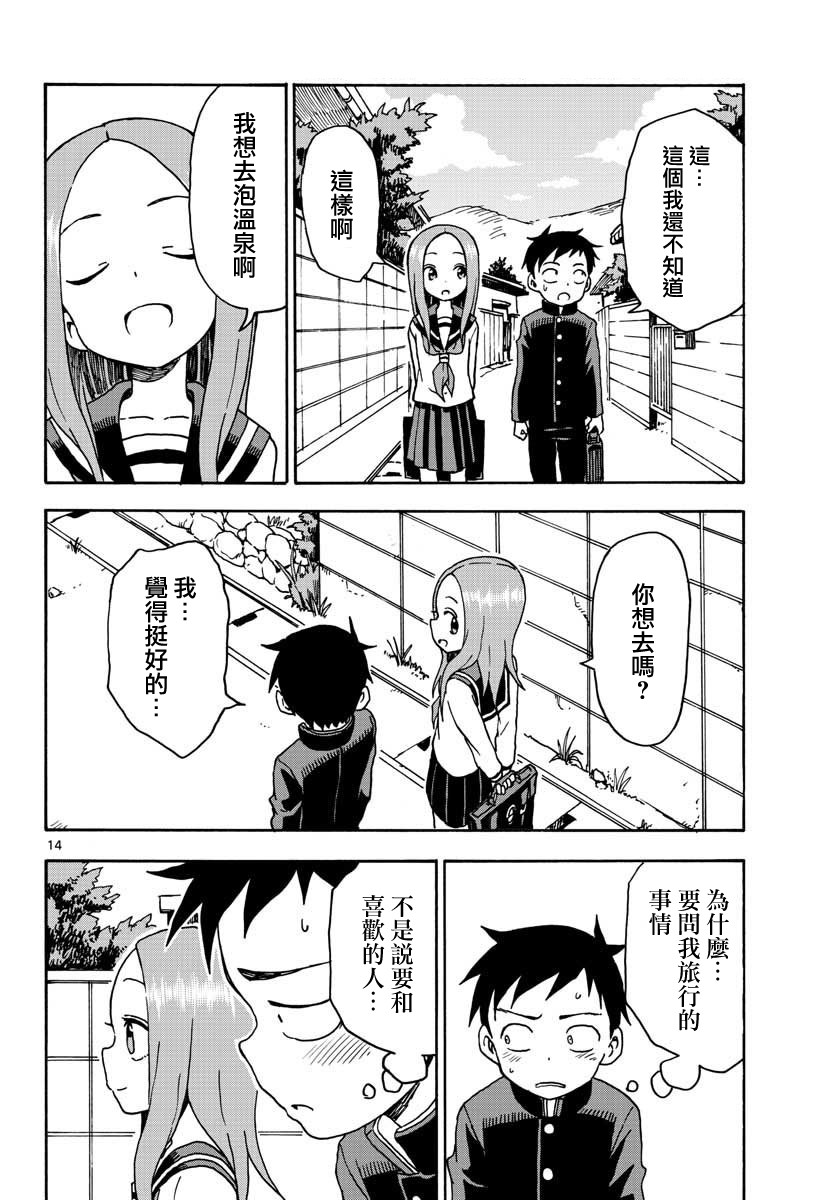 這…
這個我還不知道
這樣啊
我想去泡溫泉啊
你想去嗎?
我…
覺得挺好的…
14
為什麼…
要問我旅行的
事情
不是說要和
喜歡的人…